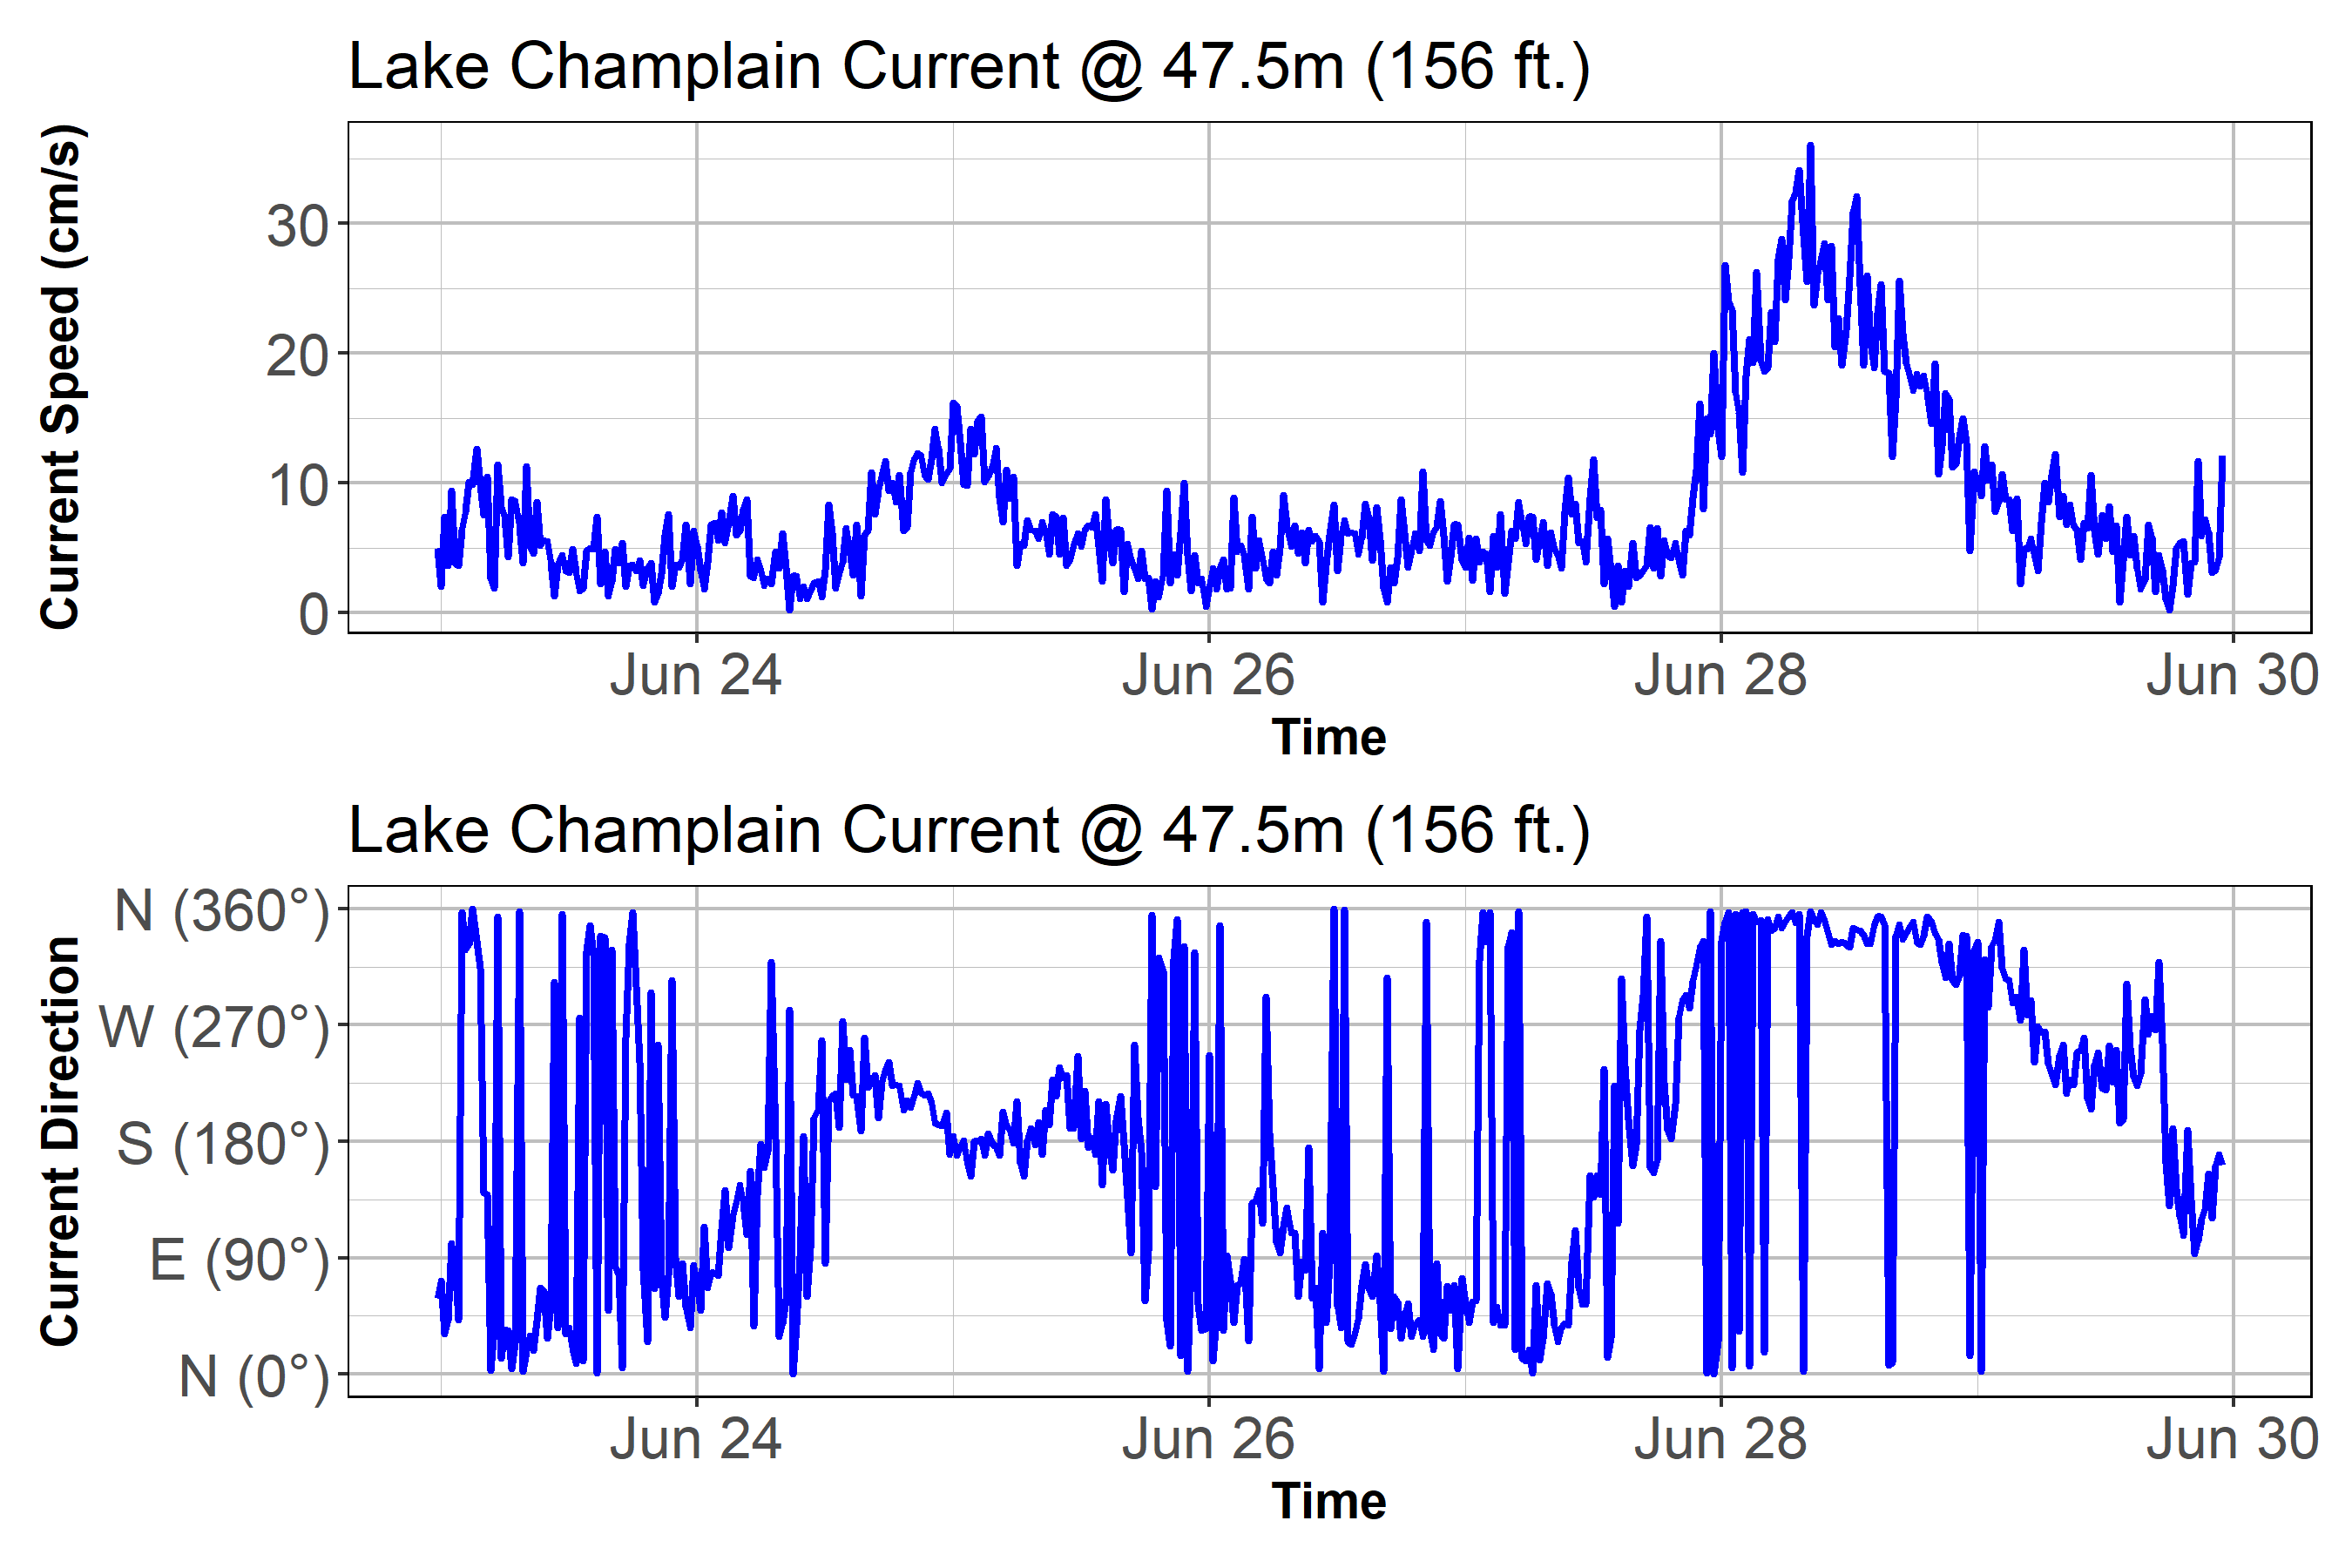 Lake Champlain Current @ 47.5m (156 ft.)
Current Speed (cm/s)
30
20
10
0
Jun 24 Jun 26 Jun 28 Jun 30
Time
Lake Champlain Current @ 47.5m (156 ft.)
Current Direction
N (360°)
W (270°)
S (180°)
E (90°)
N (0°)
Jun 24 Jun 26 Jun 28 Jun 30
Time